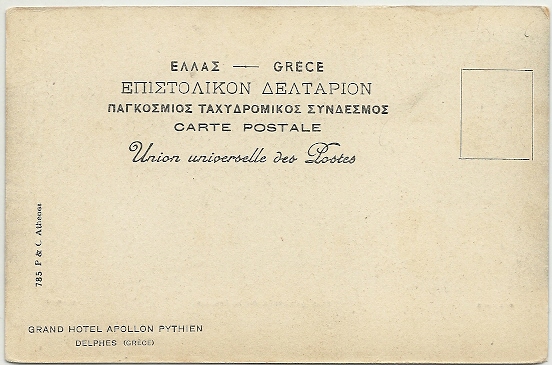 ΕΛΛΑΣ — GRÈCE
ΕΠΙΣΤΟΛΙΚΟΝ ΔΕΛΤΑΡΙΟΝ
ΠΑΓΚΟΣΜΙΟΣ ΤΑΧΥΔΡΟΜΙΚΟΣ ΣΥΝΔΕΣΜΟΣ
CARTE POSTALE
Union universelle des Postes
785 P & C. Athènes
GRAND HOTEL APOLLON PYTHIEN
DELPHES (GRÈCE)